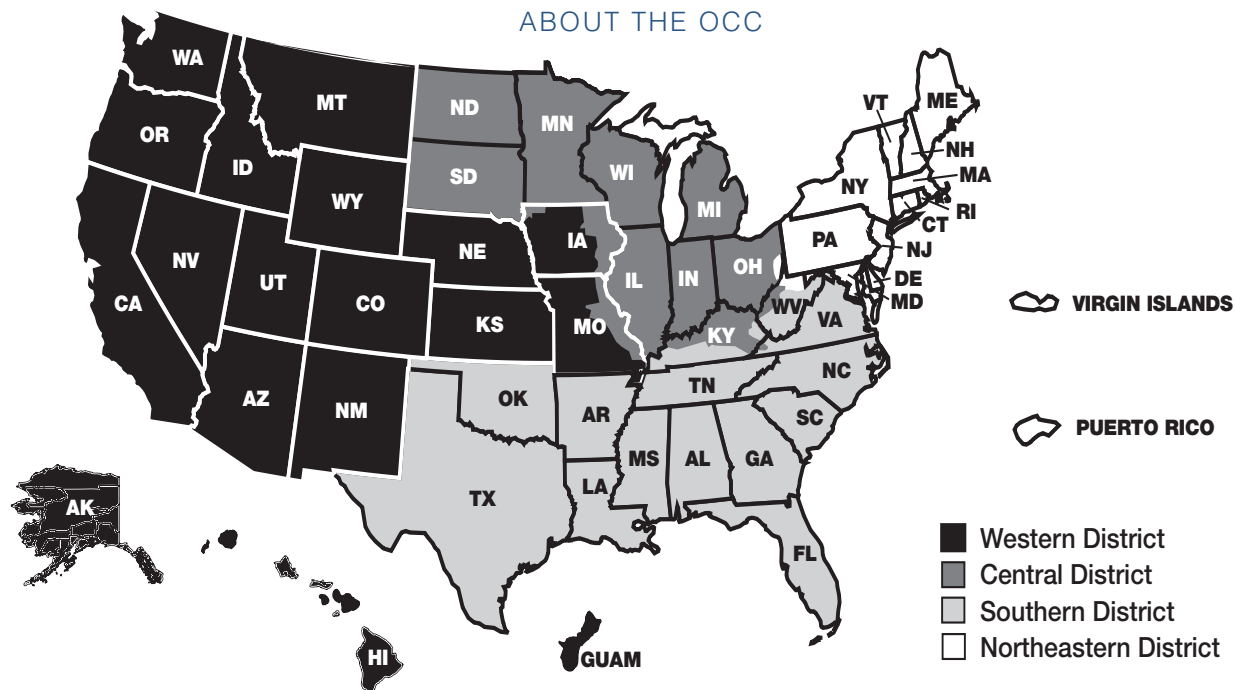 ABOUT THE OCC
WA
MT
ND
MN
VT
ME
OR
ID
SD
WI
NH
MA
WY
MI
NY
RI
CT
NV
NE
IA
PA
NJ
UT
CO
IL
IN
OH
DE
MD
CA
KS
MO
WV
VA
KY
VIRGIN ISLANDS
AZ
NM
OK
AR
TN
NC
SC
PUERTO RICO
TX
LA
MS
AL
GA
AK
FL
HI
GUAM
Western District
Central District
Southern District
Northeastern District